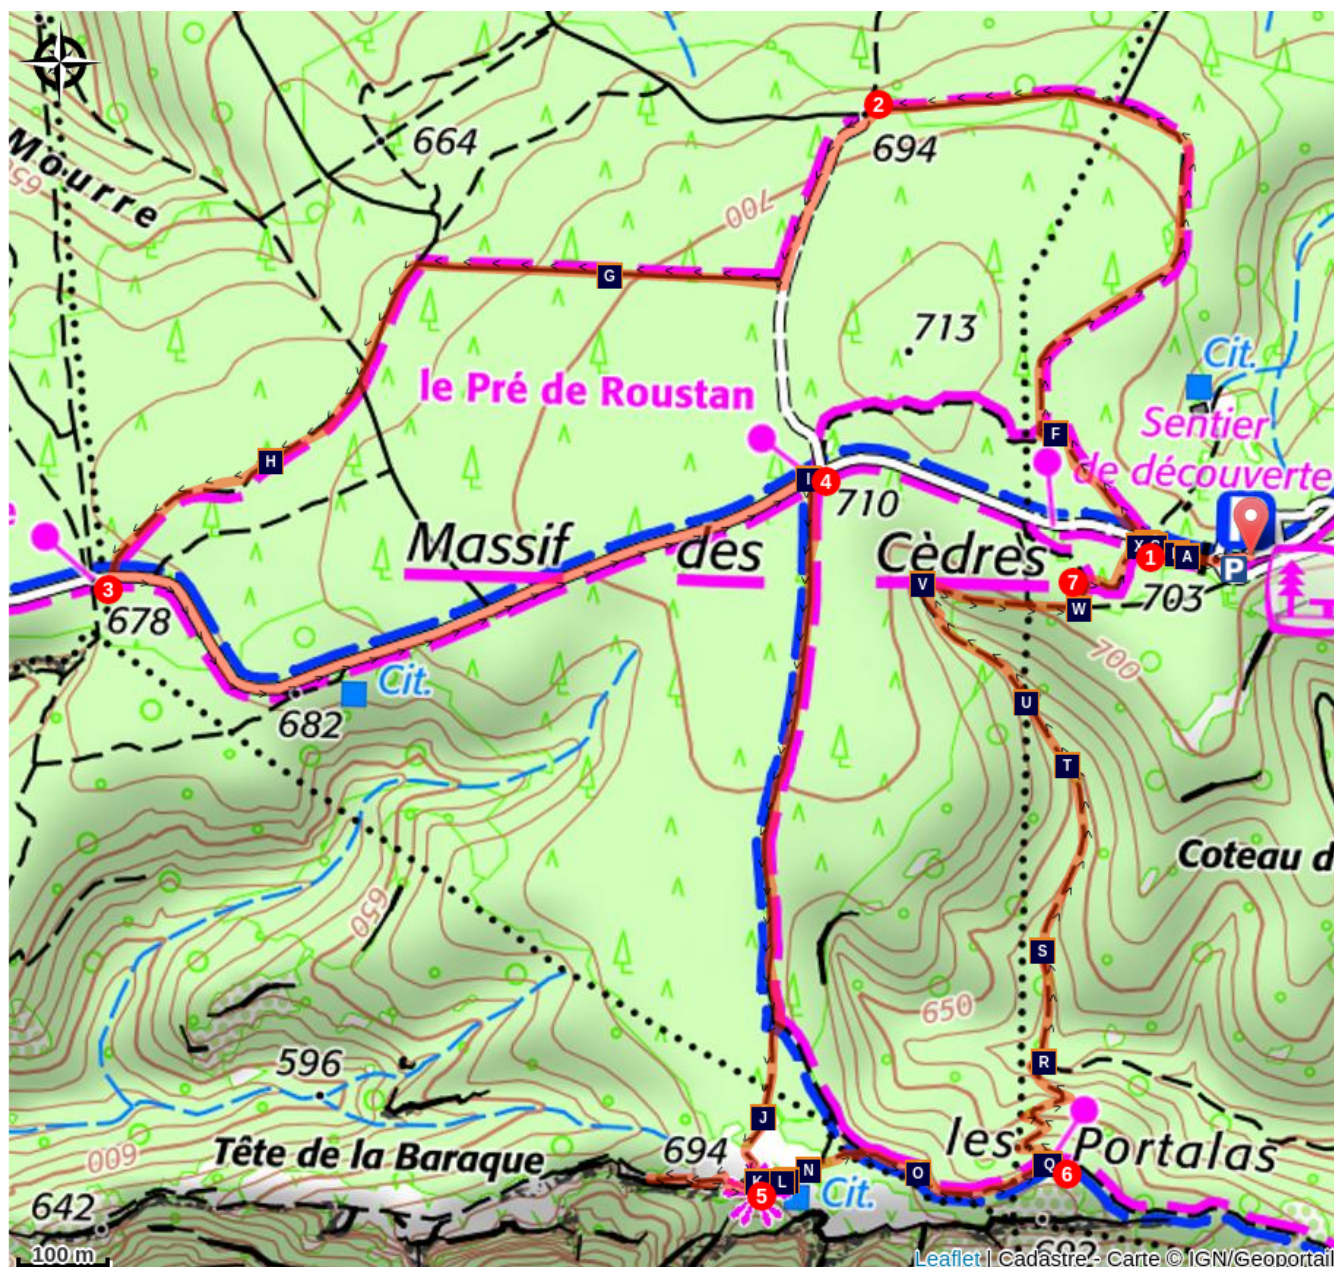 Mourre
650
664
2
694
700
G
713
Cit.
le Pré de Roustan
Sentier
F
de découverte
H
I
4
710
Massif des Cèdres
X
1
A
P
3
678
7
V
W
703
700
Cit.
682
U
T
Coteau d
650
S
650
596
R
J
les Portalas
Tête de la Baraque
694
600
N
O
Q
6
K
L
5
Cit.
642
692
100 m
Leaflet | Cadastre - Carte © IGN/Geoportail